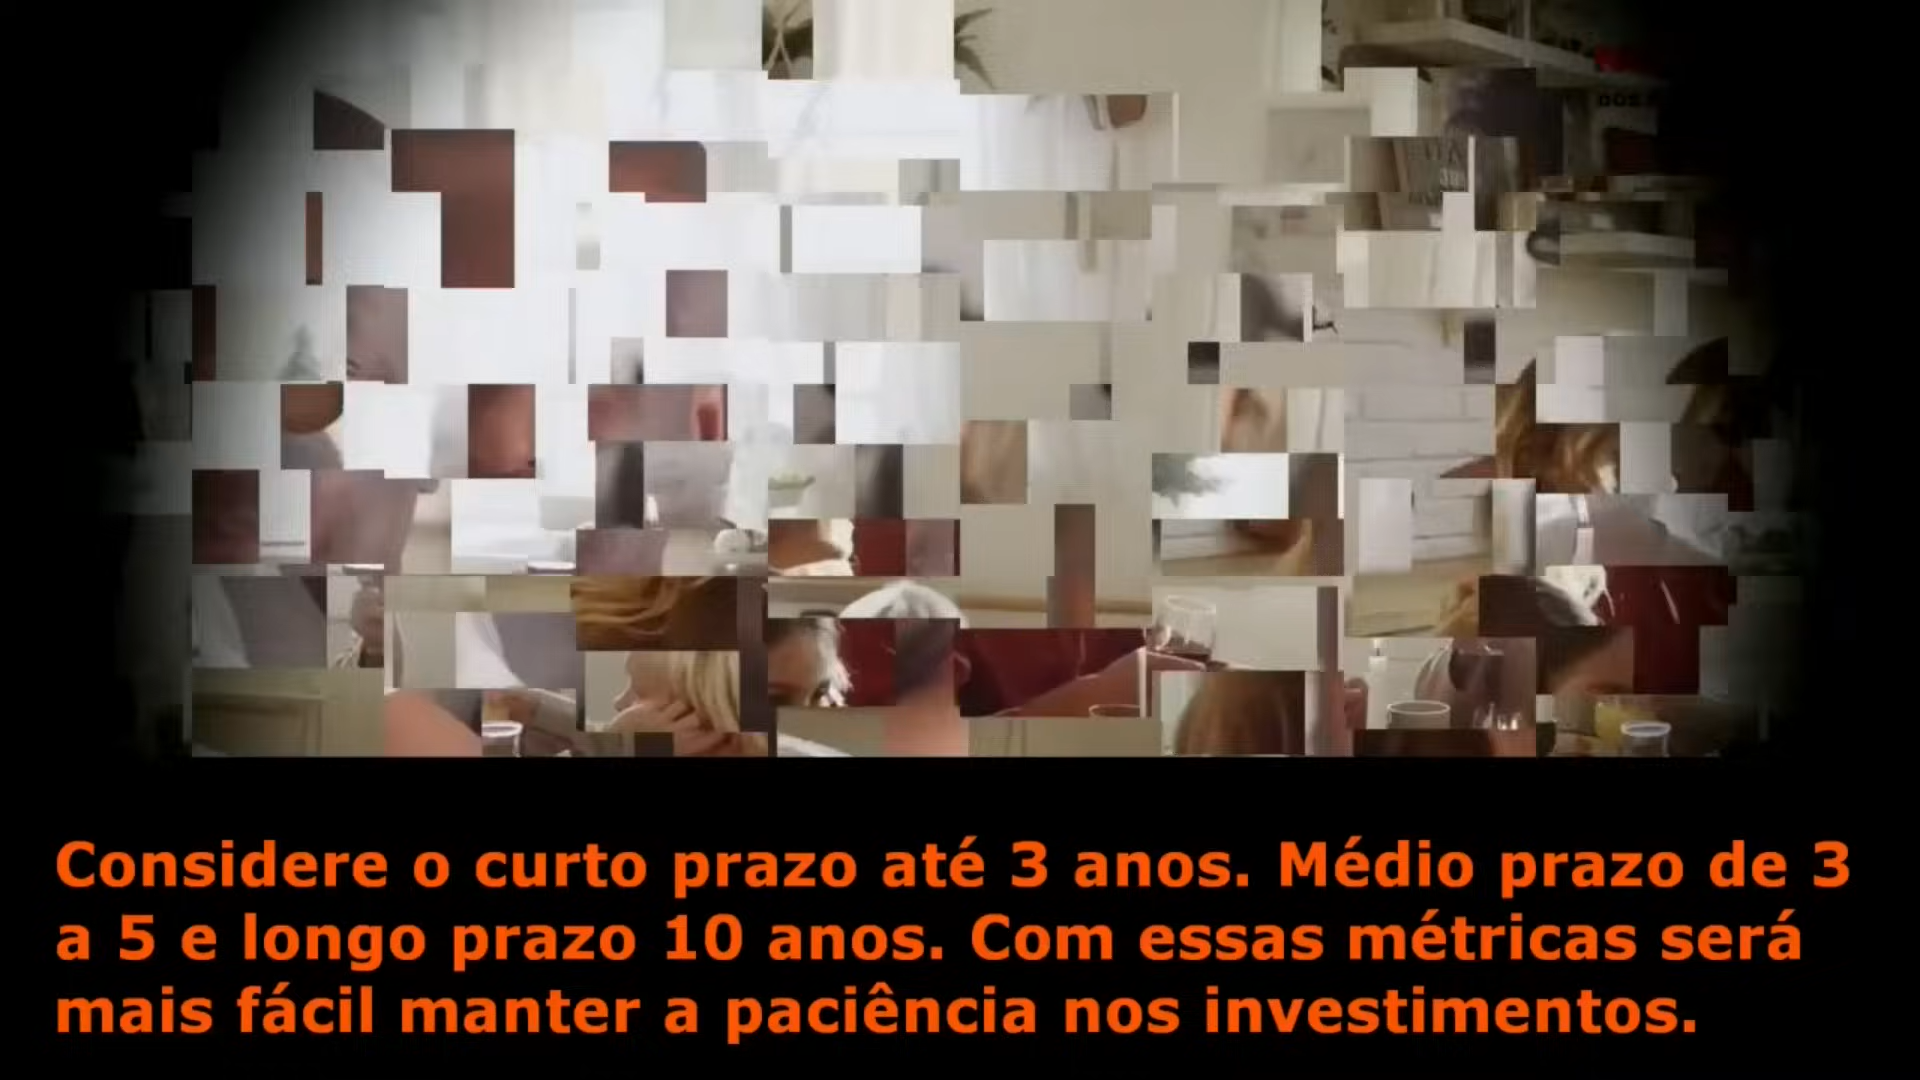 Considere o curto prazo até 3 anos. Médio prazo de 3
a 5 e longo prazo 10 anos. Com essas métricas será
mais fácil manter a paciência nos investimentos.